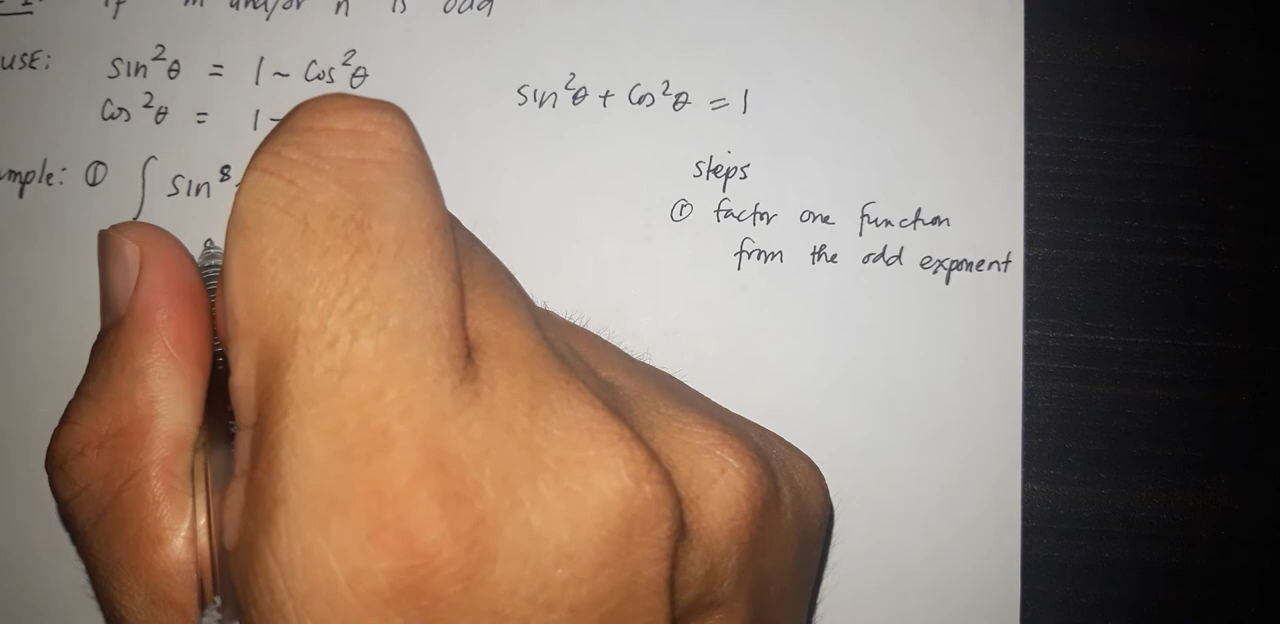 if m and/or n is odd
USE: sin²θ = 1 - Cos²θ
Cos²θ = 1 -
sin²θ + Cos²θ = 1
mple: ① ∫ sin⁸
steps
① factor one function
from the odd exponent